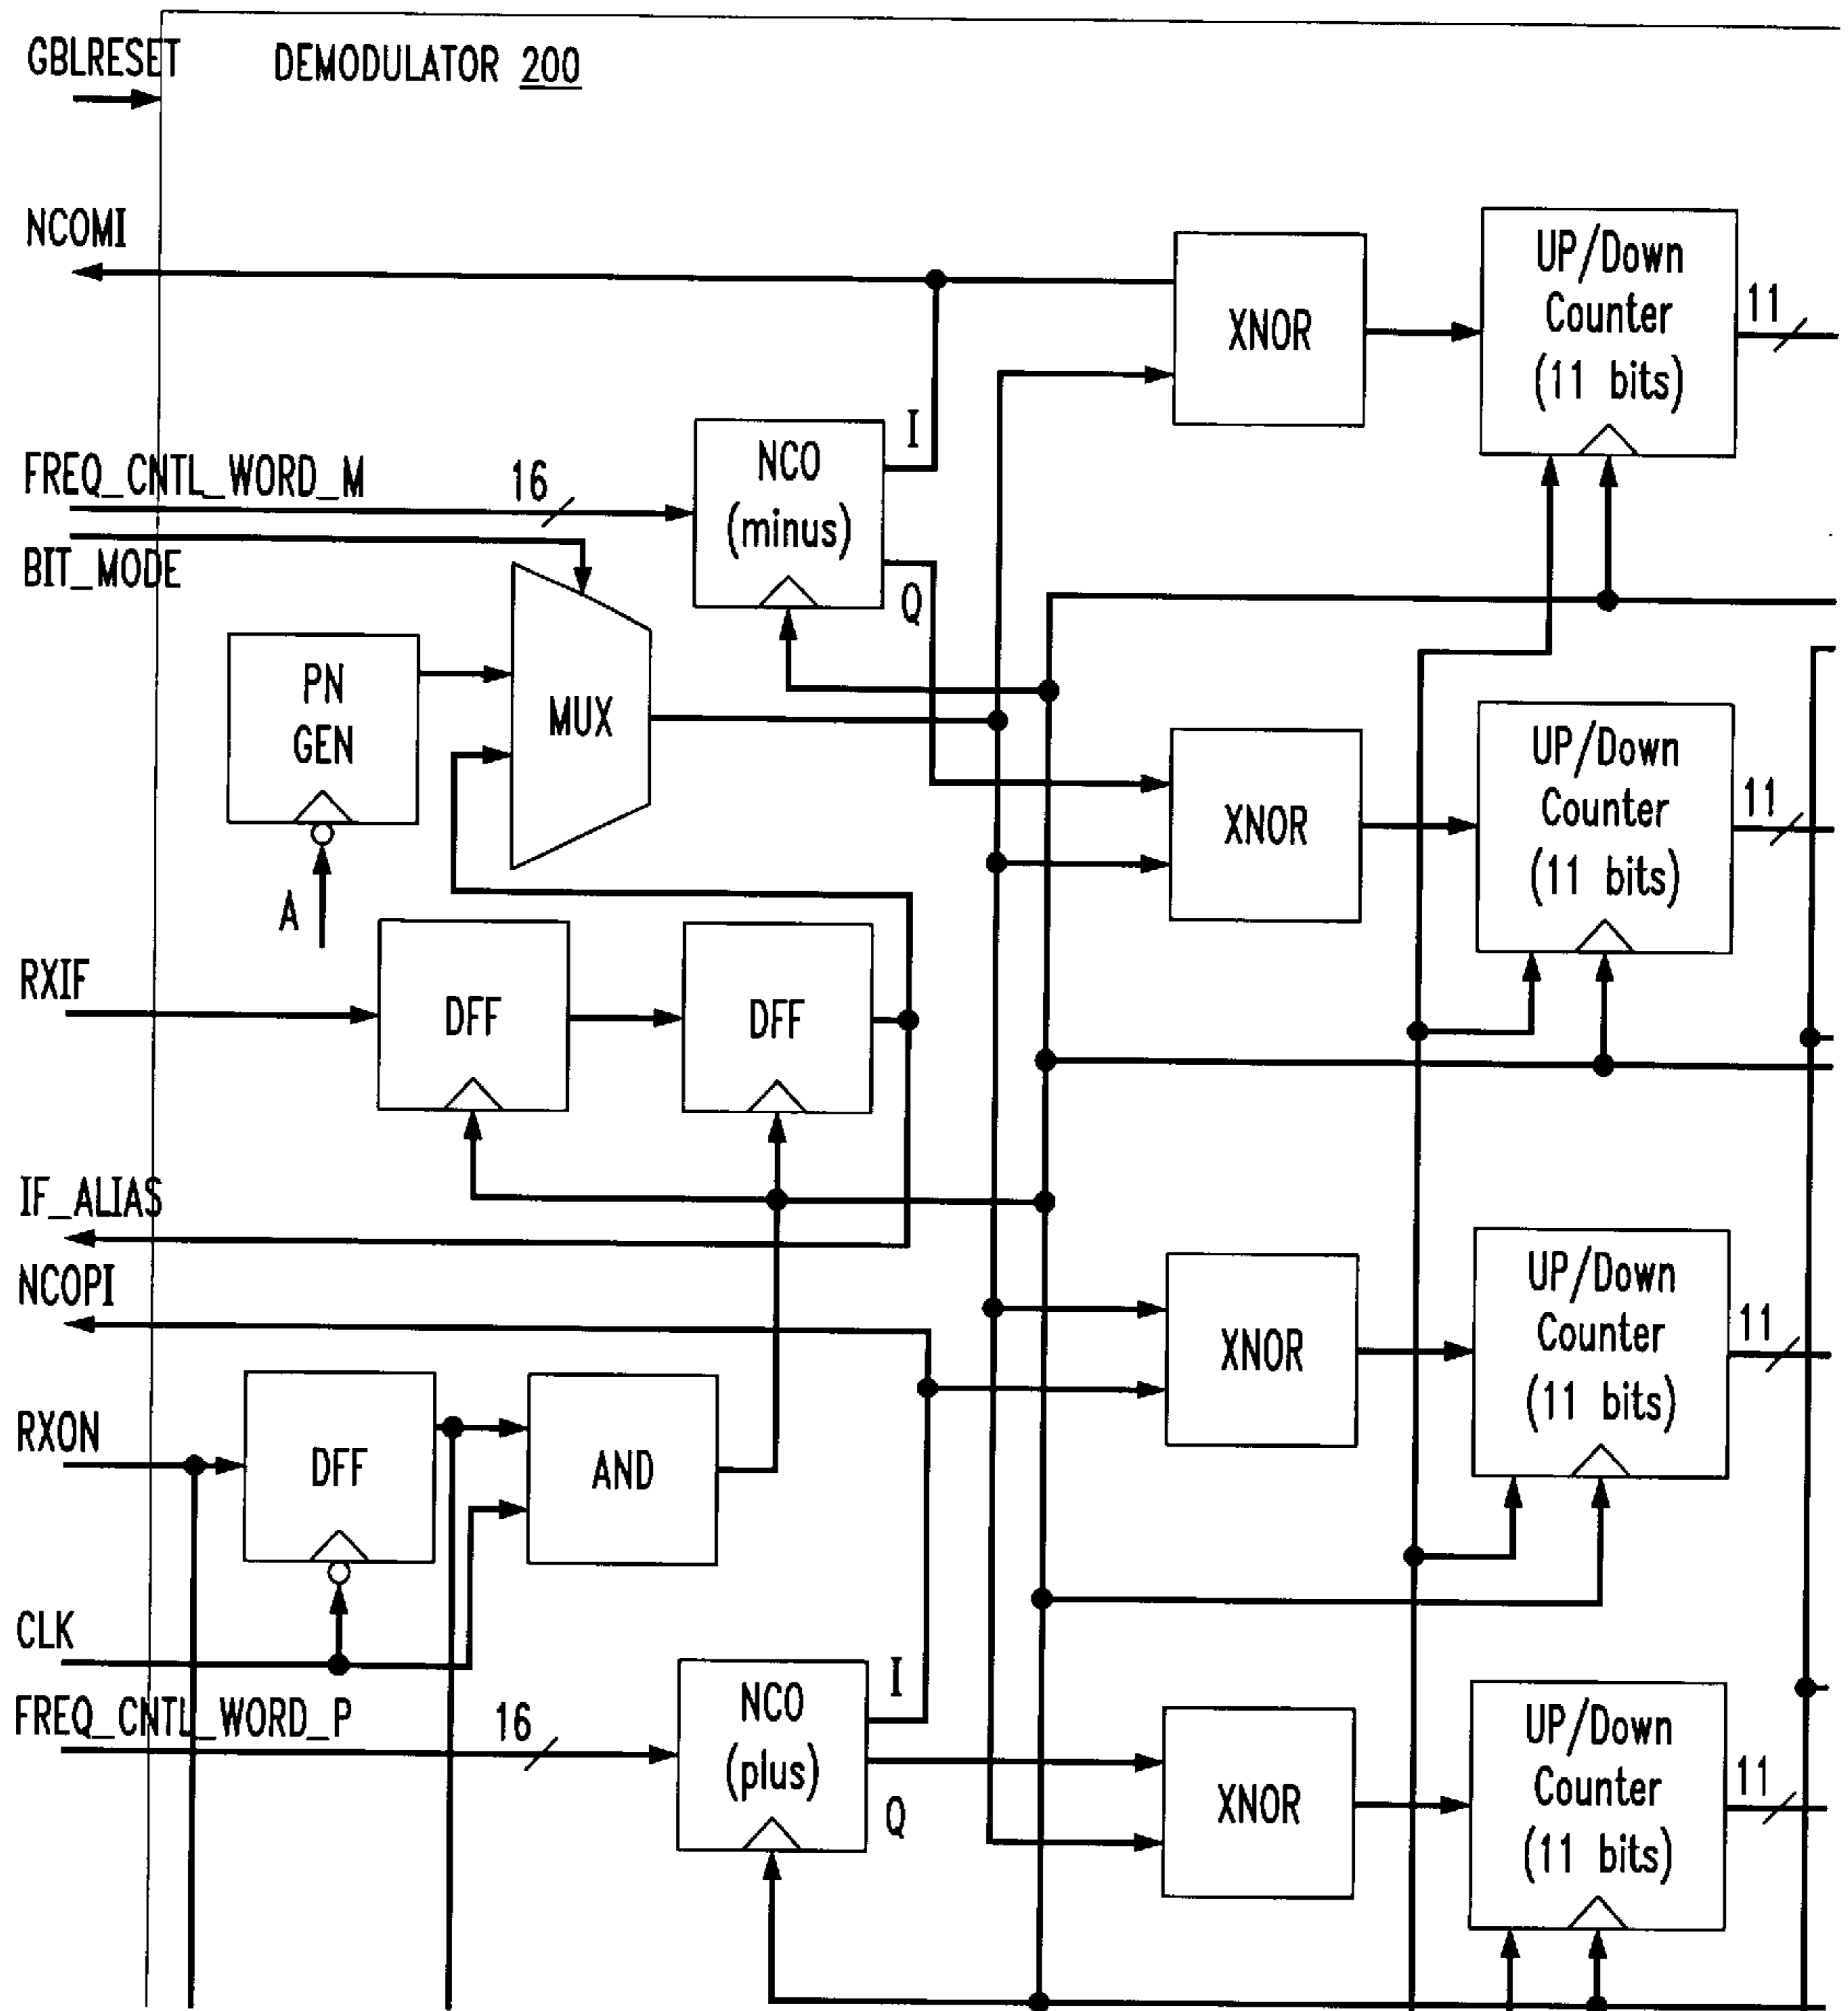 GBLRESET
DEMODULATOR 200
NCOMI
XNOR
UP/Down
Counter
(11 bits)
11
FREQ_CNTL_WORD_M
16
NCO
(minus)
I
Q
BIT_MODE
PN
GEN
MUX
A
XNOR
UP/Down
Counter
(11 bits)
11
RXIF
DFF
DFF
IF_ALIAS
NCOPI
XNOR
UP/Down
Counter
(11 bits)
11
RXON
DFF
AND
CLK
FREQ_CNTL_WORD_P
16
NCO
(plus)
I
Q
XNOR
UP/Down
Counter
(11 bits)
11